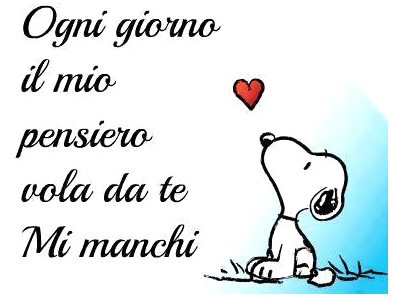 Ogni giorno
il mio
pensiero
vola da te
Mi manchi